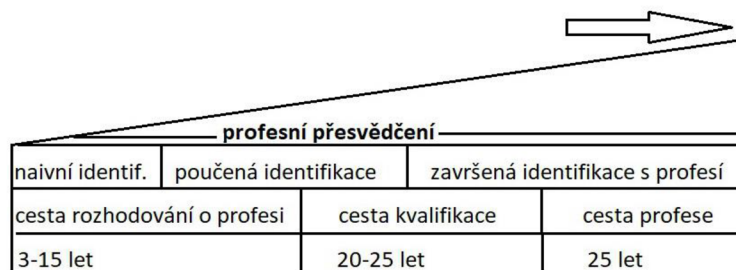 profesní přesvědčení
naivní identif. poučená identifikace završená identifikace s profesí
cesta rozhodování o profesi cesta kvalifikace cesta profese
3-15 let 20-25 let 25 let